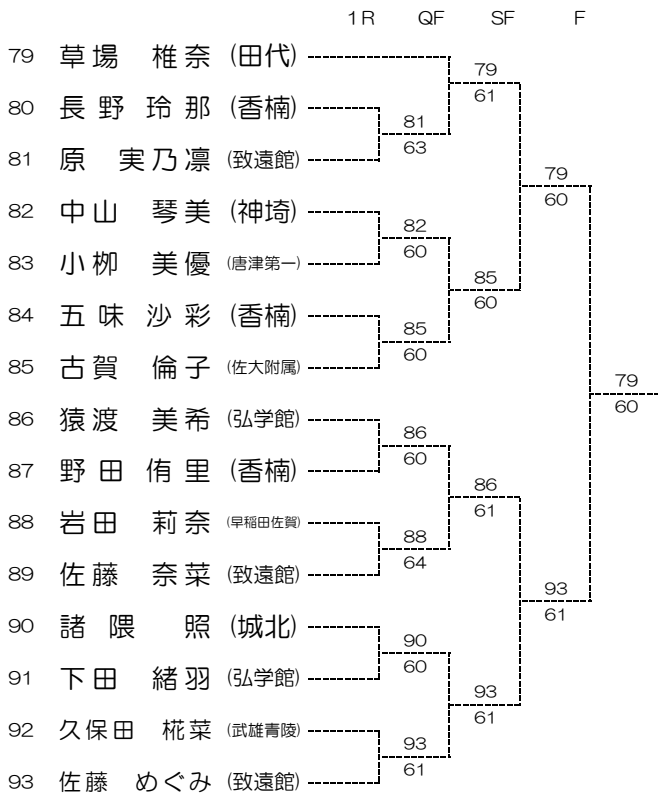 1R QF SF F
79 草場 椎奈 (田代)
79
61
80 長野 玲那 (香楠)
81
63
81 原 実乃凛 (致遠館)
79
60
82 中山 琴美 (神埼)
82
60
83 小栁 美優 (唐津第一)
85
60
84 五味 沙彩 (香楠)
85
60
85 古賀 倫子 (佐大附属)
79
60
86 猿渡 美希 (弘学館)
86
60
87 野田 侑里 (香楠)
86
61
88 岩田 莉奈 (早稲田佐賀)
88
64
89 佐藤 奈菜 (致遠館)
93
61
90 諸隈 照 (城北)
90
60
91 下田 緒羽 (弘学館)
93
61
92 久保田 椛菜 (武雄青陵)
93
61
93 佐藤 めぐみ (致遠館)